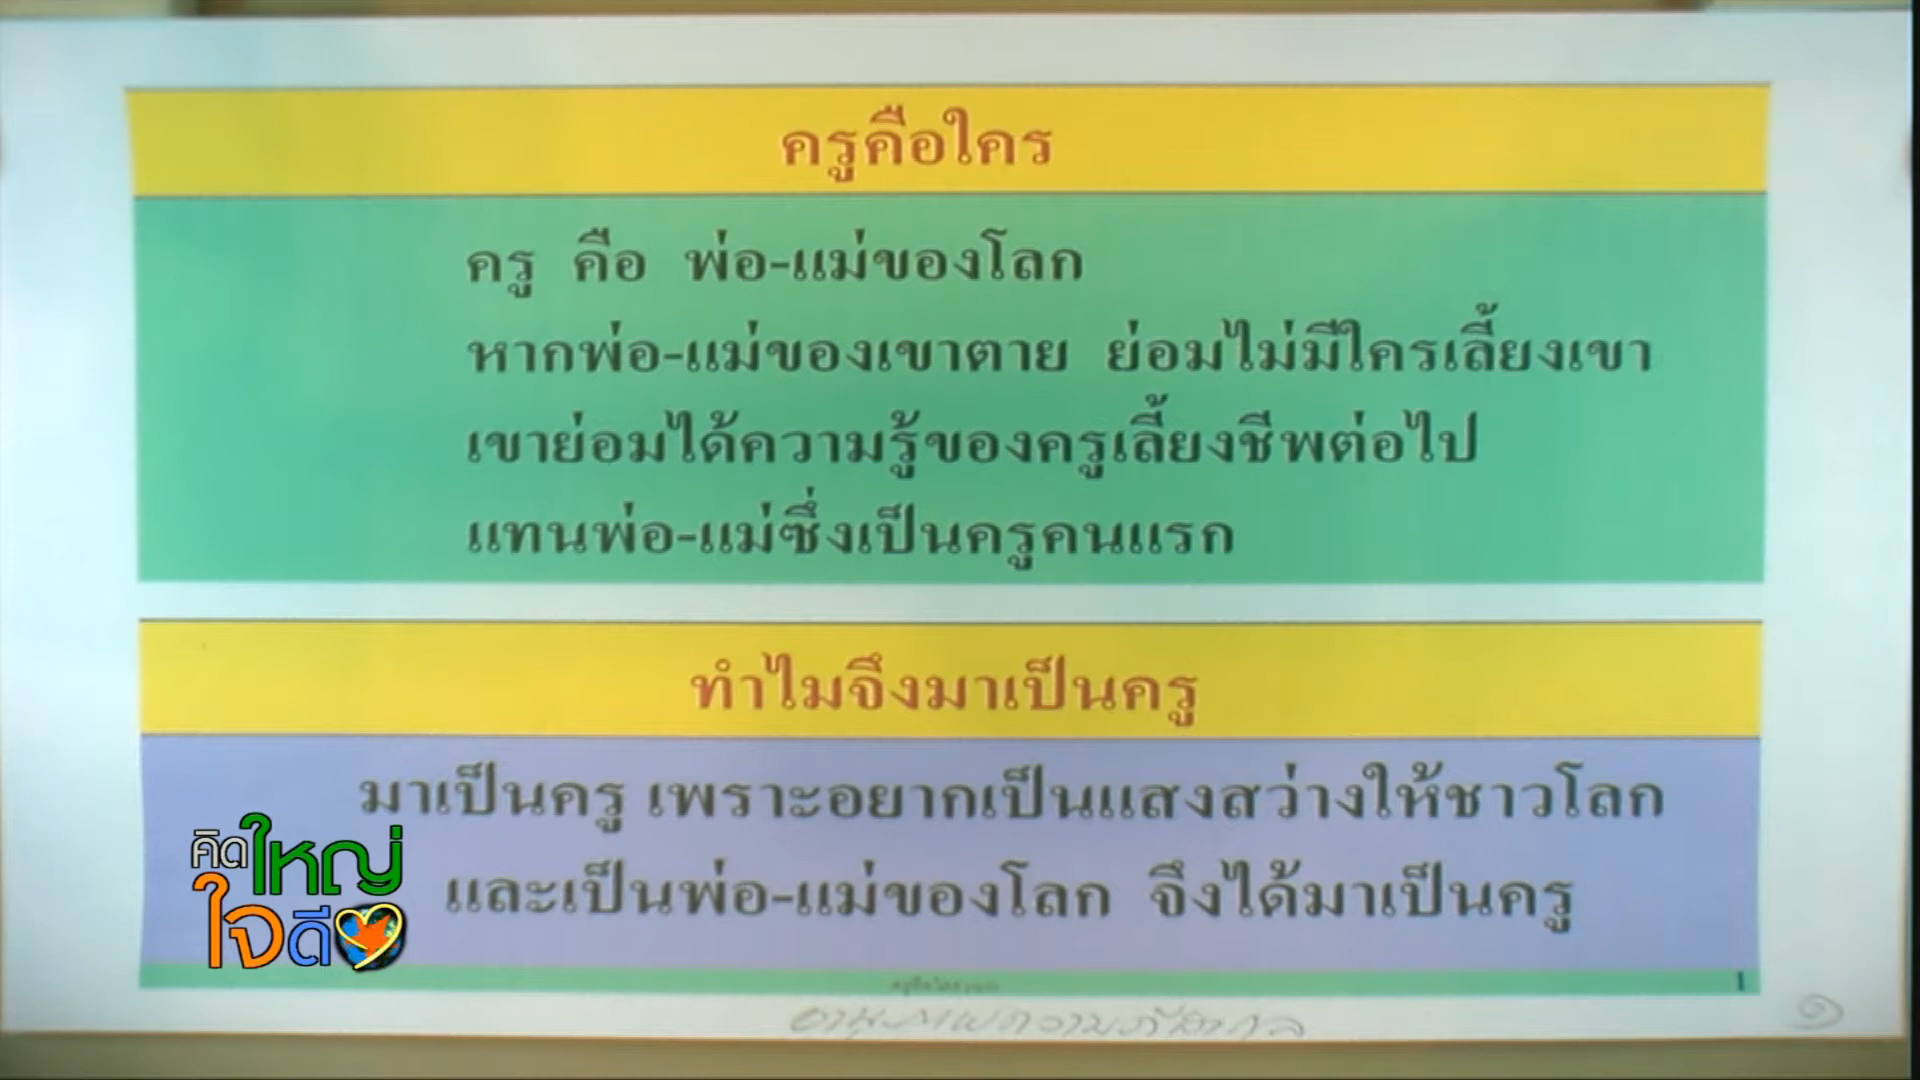 ครูคือใคร
ครู คือ พ่อ-แม่ของโลก
หากพ่อ-แม่ของเขาตาย ย่อมไม่มีใครเลี้ยงเขา
เขาย่อมได้ความรู้ของครูเลี้ยงชีพต่อไป
แทนพ่อ-แม่ซึ่งเป็นครูคนแรก
ทำไมจึงมาเป็นครู
มาเป็นครู เพราะอยากเป็นแสงสว่างให้ชาวโลก
และเป็นพ่อ-แม่ของโลก จึงได้มาเป็นครู
คิดใหญ่
ใจดี
1
๑